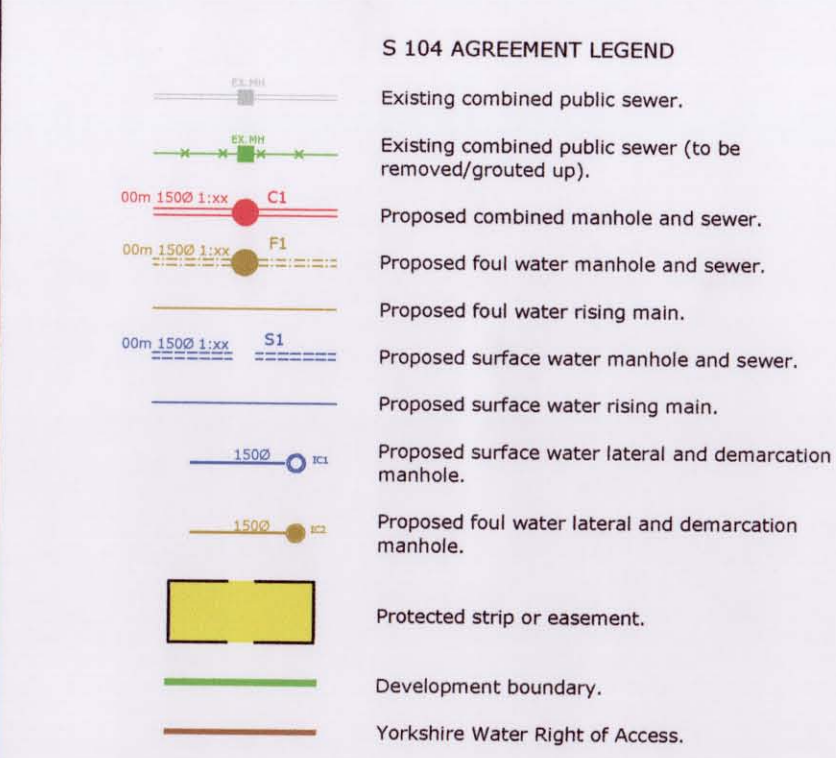 S 104 AGREEMENT LEGEND
EX.MH
Existing combined public sewer.
EX.MH
Existing combined public sewer (to be
removed/grouted up).
00m 150Ø 1:xx C1
Proposed combined manhole and sewer.
00m 150Ø 1:xx F1
Proposed foul water manhole and sewer.
Proposed foul water rising main.
00m 150Ø 1:xx S1
Proposed surface water manhole and sewer.
Proposed surface water rising main.
150Ø IC1
Proposed surface water lateral and demarcation
manhole.
150Ø IC2
Proposed foul water lateral and demarcation
manhole.
Protected strip or easement.
Development boundary.
Yorkshire Water Right of Access.